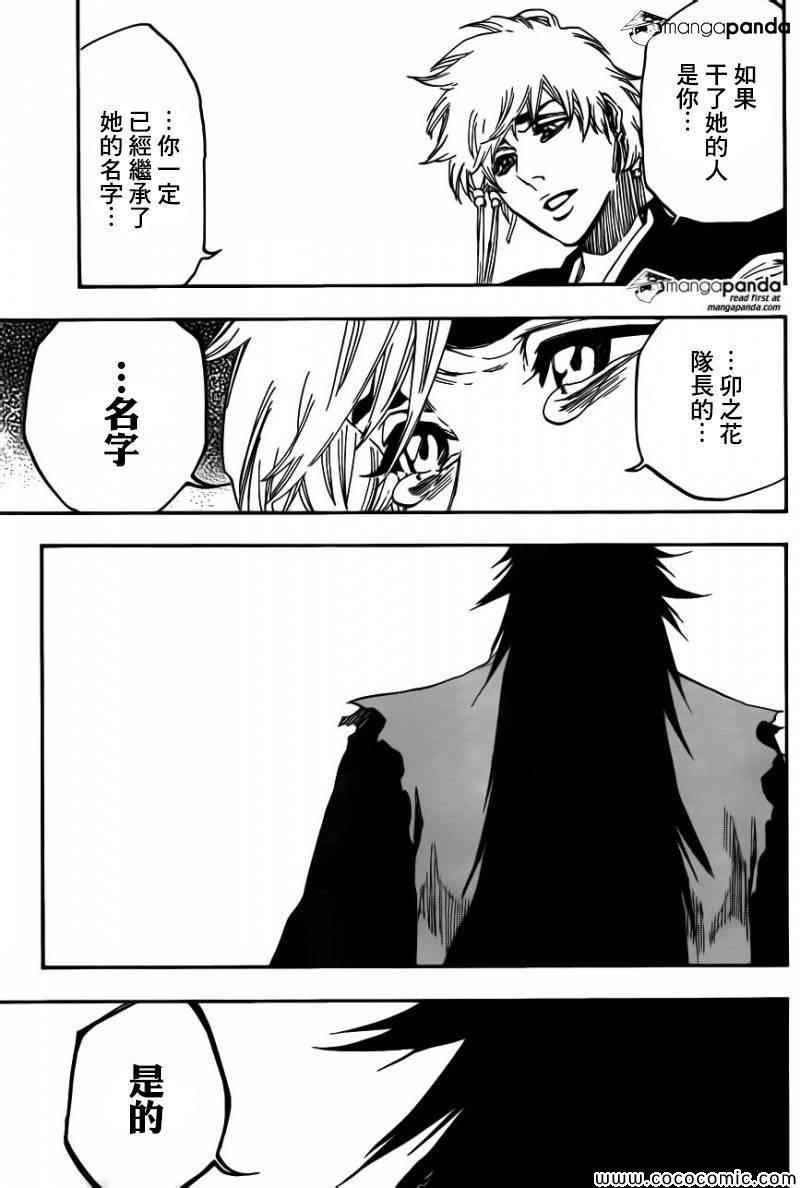 mangapanda
如果
干了她的人
是你…
…你一定
已經繼承了
她的名字…
mangapanda
read first at
mangapanda.com
…卯之花
隊長的…
…名字
是的
www.cococomic.com